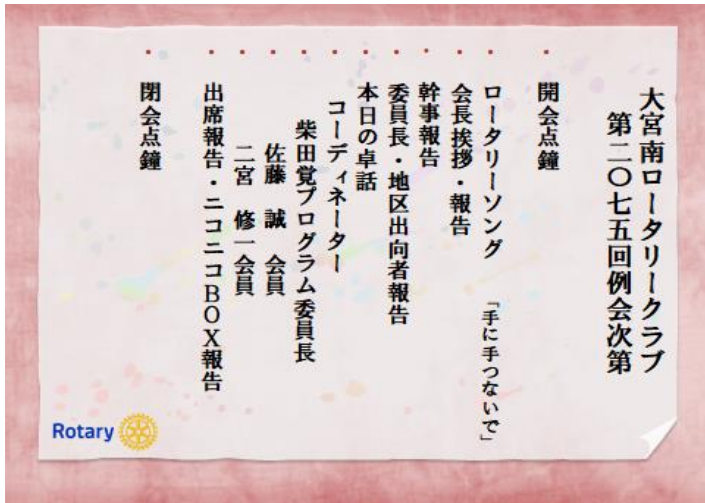 大宮南ロータリークラブ
第二〇七五回例会次第
・開会点鐘
・ロータリーソング 「手に手つないで」
・会長挨拶・報告
・幹事報告
・委員長・地区出向者報告
・本日の卓話
・コーディネーター
・柴田覚プログラム委員長
・佐藤 誠 会員
・二宮 修一会員
・出席報告・ニコニコBOX報告
・閉会点鐘
Rotary